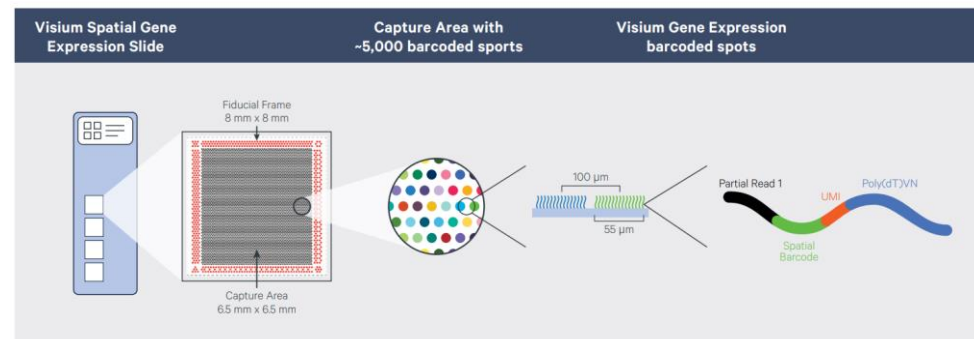 Visium Spatial Gene
Expression Slide
Capture Area with
~5,000 barcoded sports
Visium Gene Expression
barcoded spots
Fiducial Frame
8 mm x 8 mm
Capture Area
6.5 mm x 6.5 mm
100 µm
55 µm
Partial Read 1
Spatial
Barcode
UMI
Poly(dT)VN